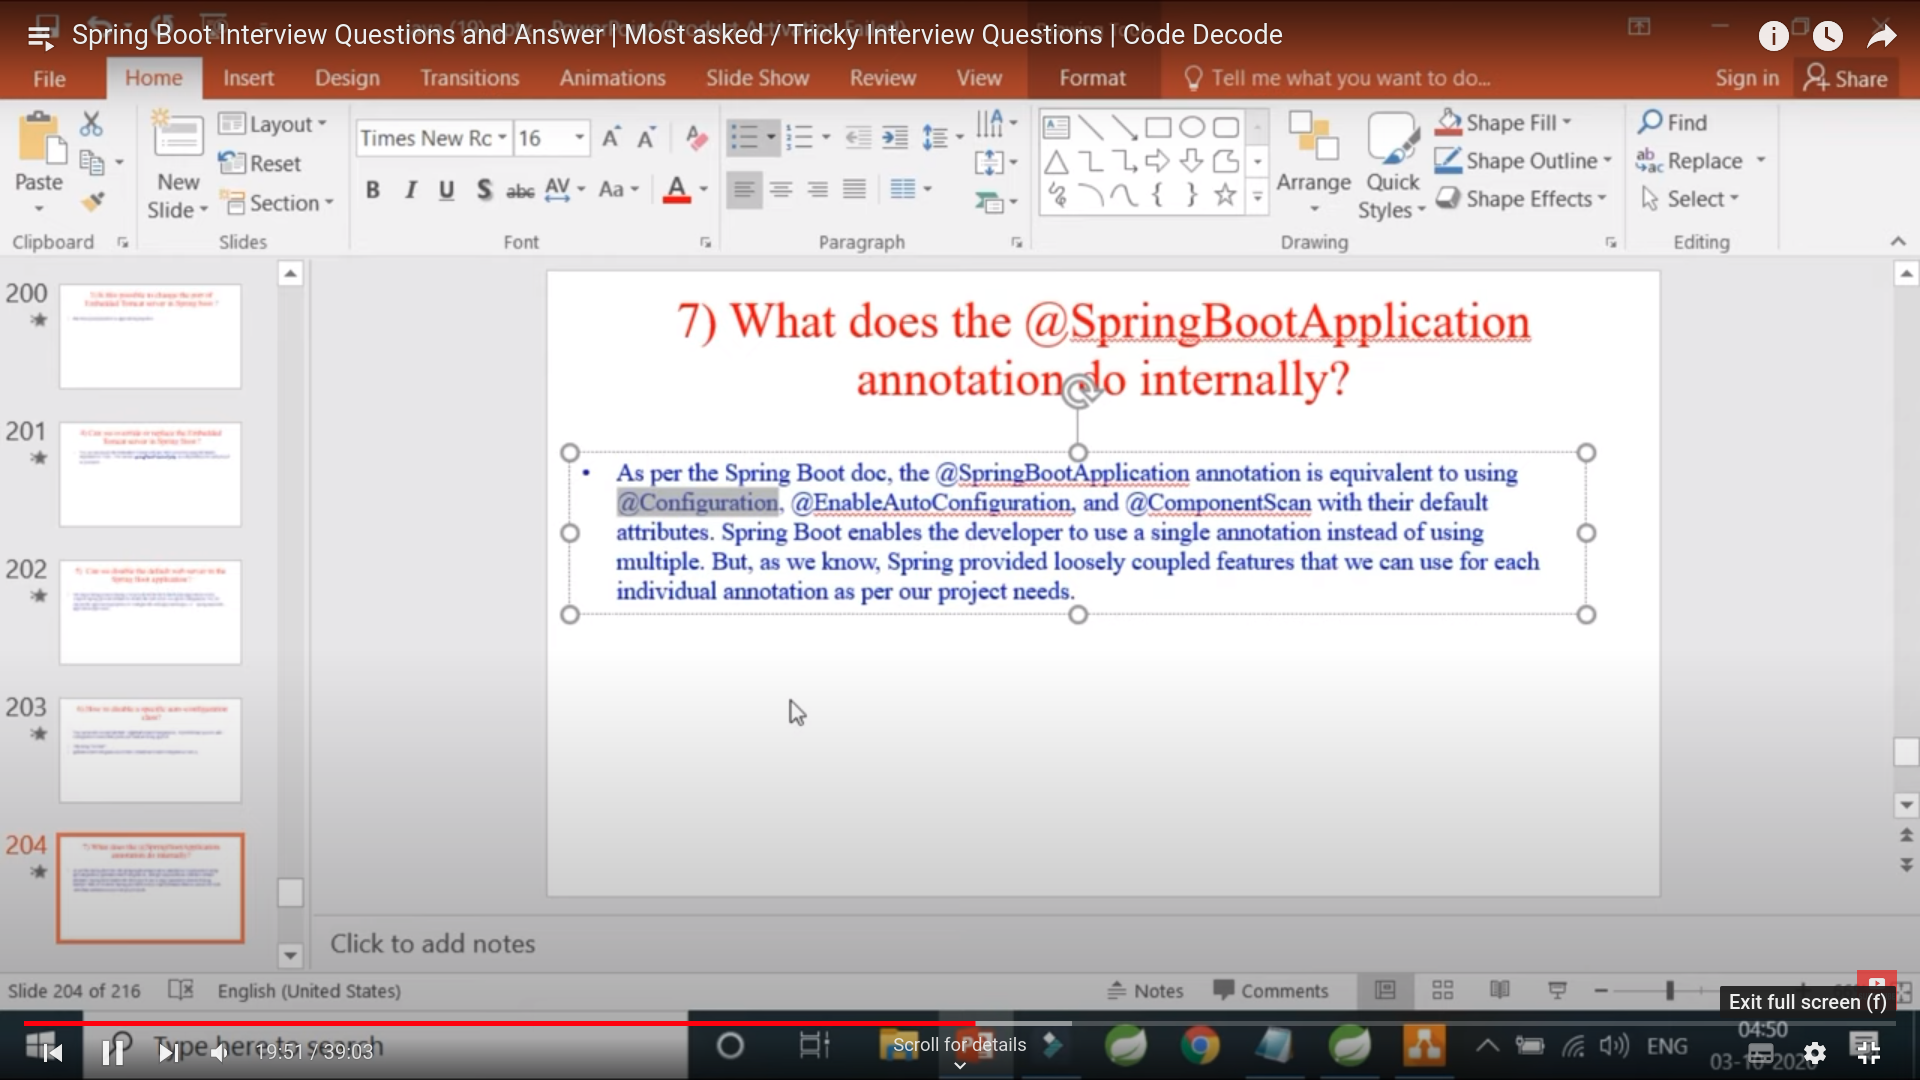 Spring Boot Interview Questions and Answer | Most asked / Tricky Interview Questions | Code Decode
File Home Insert Design Transitions Animations Slide Show Review View Format Tell me what you want to do... Sign in Share
Paste
New Slide
Layout
Reset
Section
Times New Rc 16
B I U S abc AV Aa A
Arrange
Quick Styles
Shape Fill
Shape Outline
Shape Effects
Find
Replace
Select
Clipboard Slides Font Paragraph Drawing Editing
200
201
202
203
204
7) What does the @SpringBootApplication
annotation do internally?
• As per the Spring Boot doc, the @SpringBootApplication annotation is equivalent to using
@Configuration, @EnableAutoConfiguration, and @ComponentScan with their default
attributes. Spring Boot enables the developer to use a single annotation instead of using
multiple. But, as we know, Spring provided loosely coupled features that we can use for each
individual annotation as per our project needs.
Click to add notes
Slide 204 of 216 English (United States) Notes Comments
Exit full screen (f)
Type here to search
19:51 / 39:03
Scroll for details
ENG
04:50